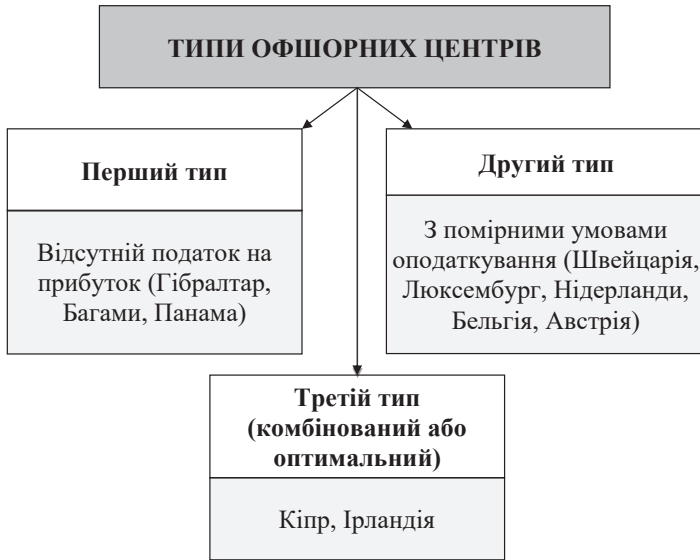 ТИПИ ОФШОРНИХ ЦЕНТРІВ
Перший тип
Відсутній податок на
прибуток (Гібралтар,
Багами, Панама)
Другий тип
З помірними умовами
оподаткування (Швейцарія,
Люксембург, Нідерланди,
Бельгія, Австрія)
Третій тип
(комбінований або
оптимальний)
Кіпр, Ірландія